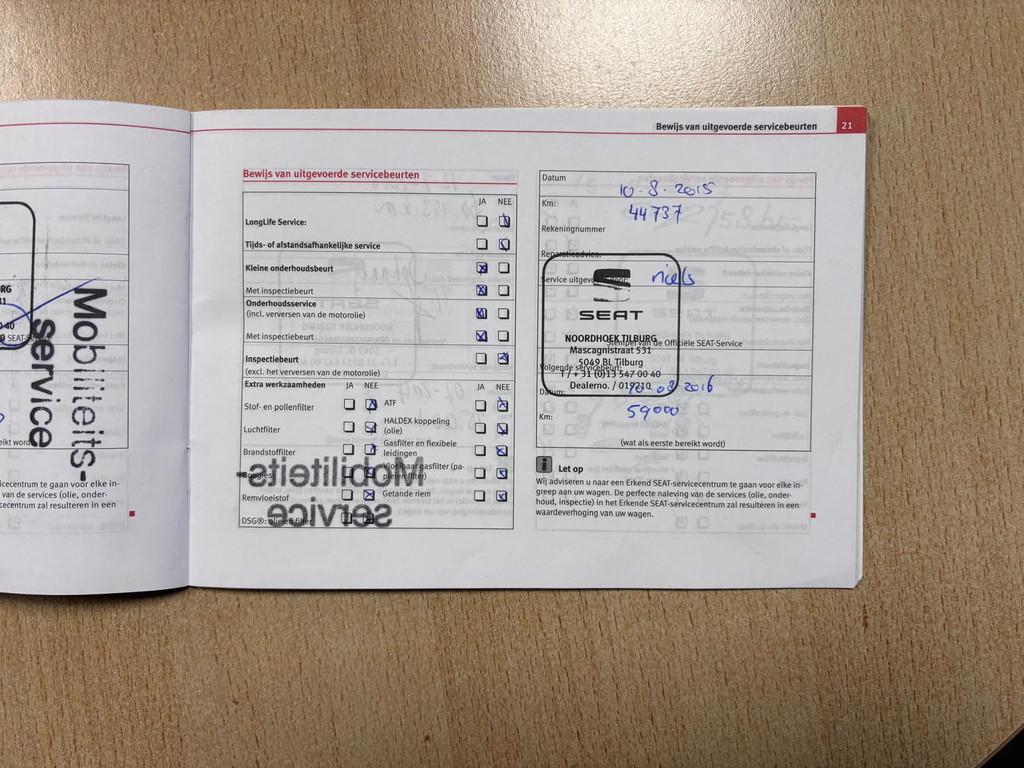 Bewijs van uitgevoerde servicebeurten 21
Mobiliteits-
service
icecentrum te gaan voor elke in-
van de services (olie, onder-
cecentrum zal resulteren in een
Bewijs van uitgevoerde servicebeurten
JA NEE
LongLife Service:
Tijds- of afstandsafhankelijke service
Kleine onderhoudsbeurt
Met inspectiebeurt
Onderhoudsservice
(incl. verversen van de motorolie)
Met inspectiebeurt
Inspectiebeurt
(excl. het verversen van de motorolie)
Extra werkzaamheden JA NEE JA NEE
Stof- en pollenfilter
ATF
Luchtfilter
HALDEX koppeling
(olie)
Brandstoffilter
Gasfilter en flexibele
leidingen
Remvloeistof
Getande riem
DSG®: olie en filter
Mobiliteits-
service
Datum
10-8-2015
Km:
44737
Rekeningnummer
Reparatieadvies:
Service uitgevoerd door: niels
SEAT
NOORDHOEK TILBURG
Stempel van de Officiële SEAT-Service
Mascagnistraat 531
5049 BL Tilburg
Volgende servicebeurt:
T / + 31 (0)13 547 00 40
Dealerno. / 019210
Datum: 10-08-2016
Km: 59000
(wat als eerste bereikt wordt)
Let op
Wij adviseren u naar een Erkend SEAT-servicecentrum te gaan voor elke in-
greep aan uw wagen. De perfecte naleving van de services (olie, onder-
houd, inspectie) in het Erkende SEAT-servicecentrum zal resulteren in een
waardeverhoging van uw wagen.